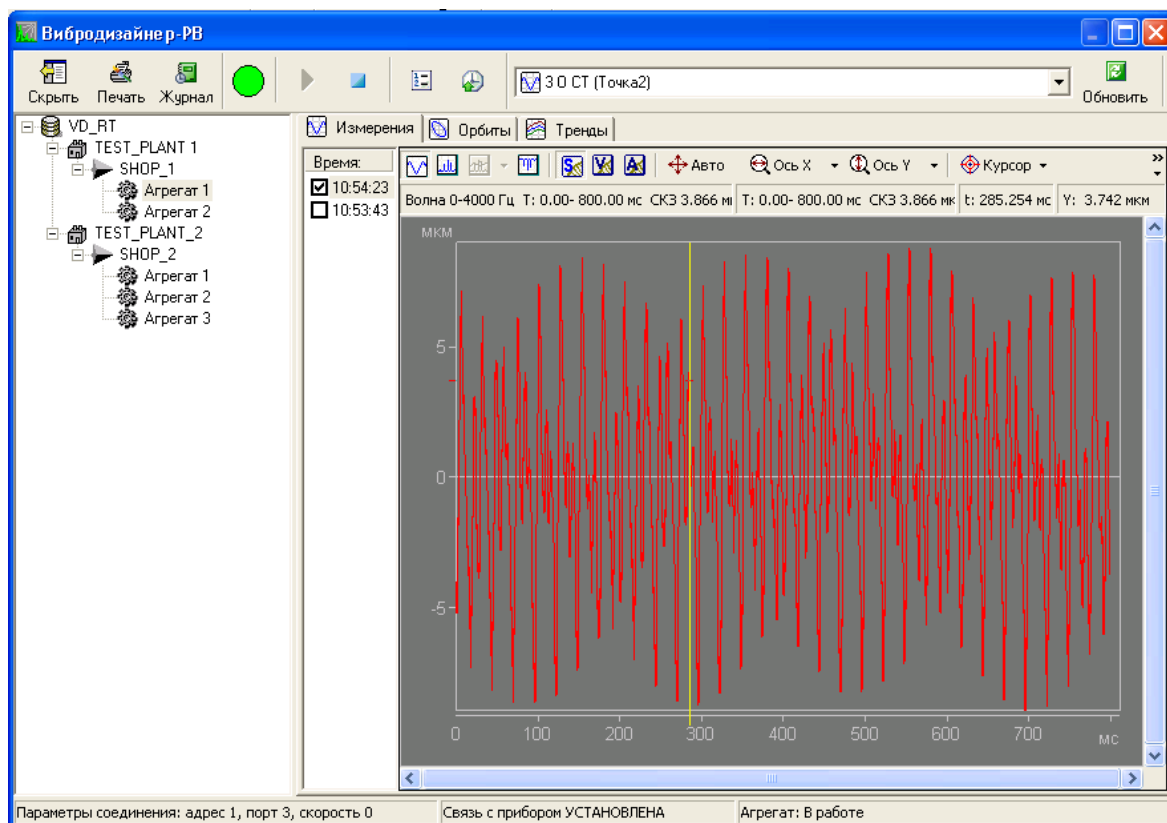 Вибродизайнер-РВ
Скрыть Печать Журнал 3 О СТ (Точка2) Обновить
VD_RT
TEST_PLANT 1
SHOP_1
Агрегат 1
Агрегат 2
TEST_PLANT_2
SHOP_2
Агрегат 1
Агрегат 2
Агрегат 3
Измерения Орбиты Тренды
Время:
10:54:23
10:53:43
S V A Авто Ось X Ось Y Курсор »
Волна 0-4000 Гц T: 0.00- 800.00 мс СКЗ 3.866 м T: 0.00- 800.00 мс СКЗ 3.866 мк t: 285.254 мс Y: 3.742 мкм
МКМ
5
0
-5
0 100 200 300 400 500 600 700 МС
Параметры соединения: адрес 1, порт 3, скорость 0 Связь с прибором УСТАНОВЛЕНА Агрегат: В работе